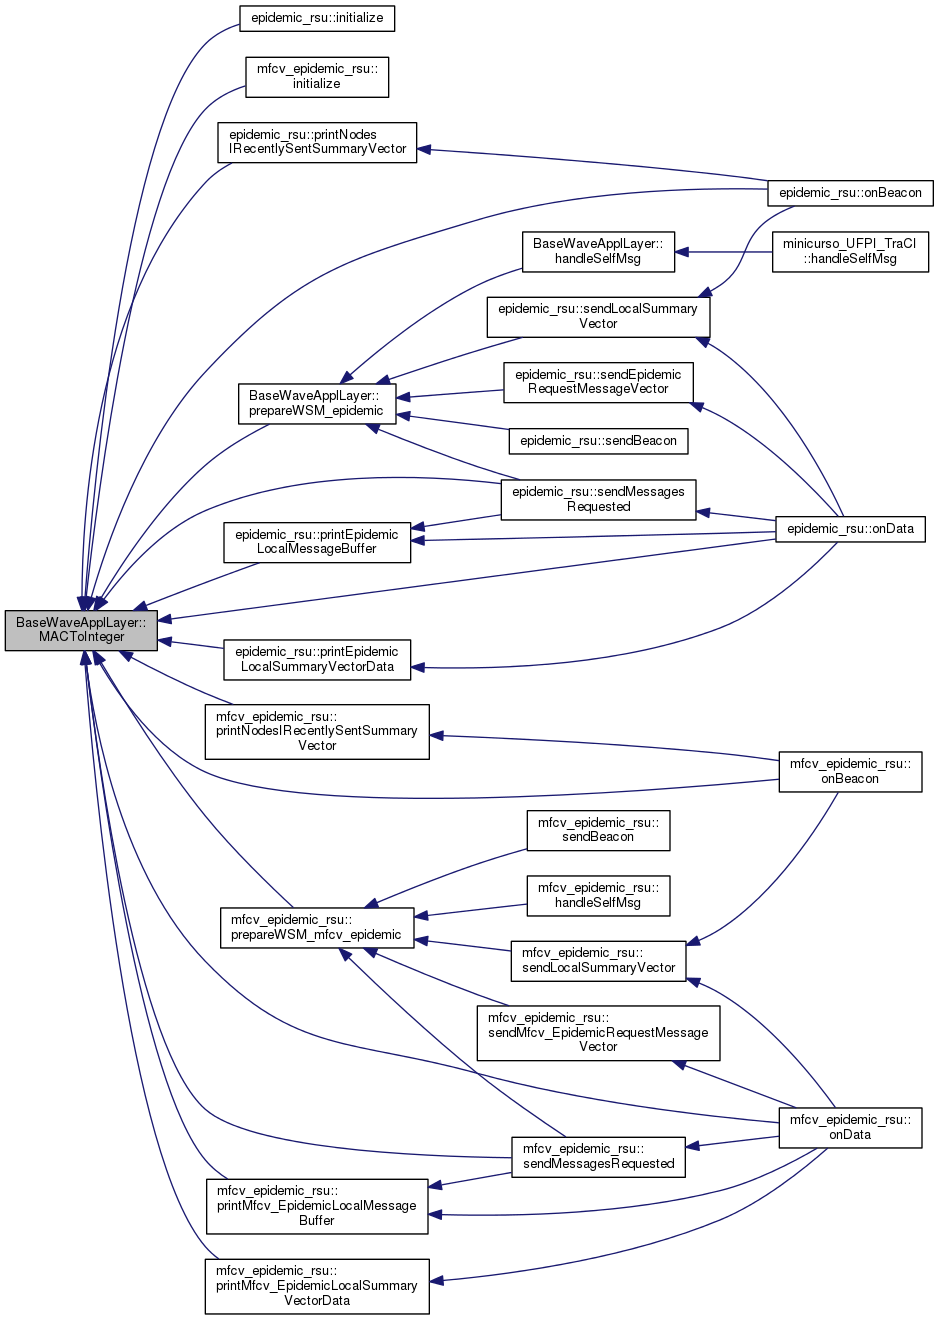 epidemic_rsu::initialize
mfcv_epidemic_rsu::
initialize
epidemic_rsu::printNodes
IRecentlySentSummaryVector
epidemic_rsu::onBeacon
BaseWaveApplLayer::
handleSelfMsg
minicurso_UFPI_TraCI
::handleSelfMsg
epidemic_rsu::sendLocalSummary
Vector
epidemic_rsu::sendEpidemic
RequestMessageVector
BaseWaveApplLayer::
prepareWSM_epidemic
epidemic_rsu::sendBeacon
epidemic_rsu::sendMessages
Requested
epidemic_rsu::printEpidemic
LocalMessageBuffer
epidemic_rsu::onData
BaseWaveApplLayer::
MACToInteger
epidemic_rsu::printEpidemic
LocalSummaryVectorData
mfcv_epidemic_rsu::
printNodesIRecentlySentSummary
Vector
mfcv_epidemic_rsu::
onBeacon
mfcv_epidemic_rsu::
sendBeacon
mfcv_epidemic_rsu::
handleSelfMsg
mfcv_epidemic_rsu::
prepareWSM_mfcv_epidemic
mfcv_epidemic_rsu::
sendLocalSummaryVector
mfcv_epidemic_rsu::
sendMfcv_EpidemicRequestMessage
Vector
mfcv_epidemic_rsu::
onData
mfcv_epidemic_rsu::
sendMessagesRequested
mfcv_epidemic_rsu::
printMfcv_EpidemicLocalMessage
Buffer
mfcv_epidemic_rsu::
printMfcv_EpidemicLocalSummary
VectorData